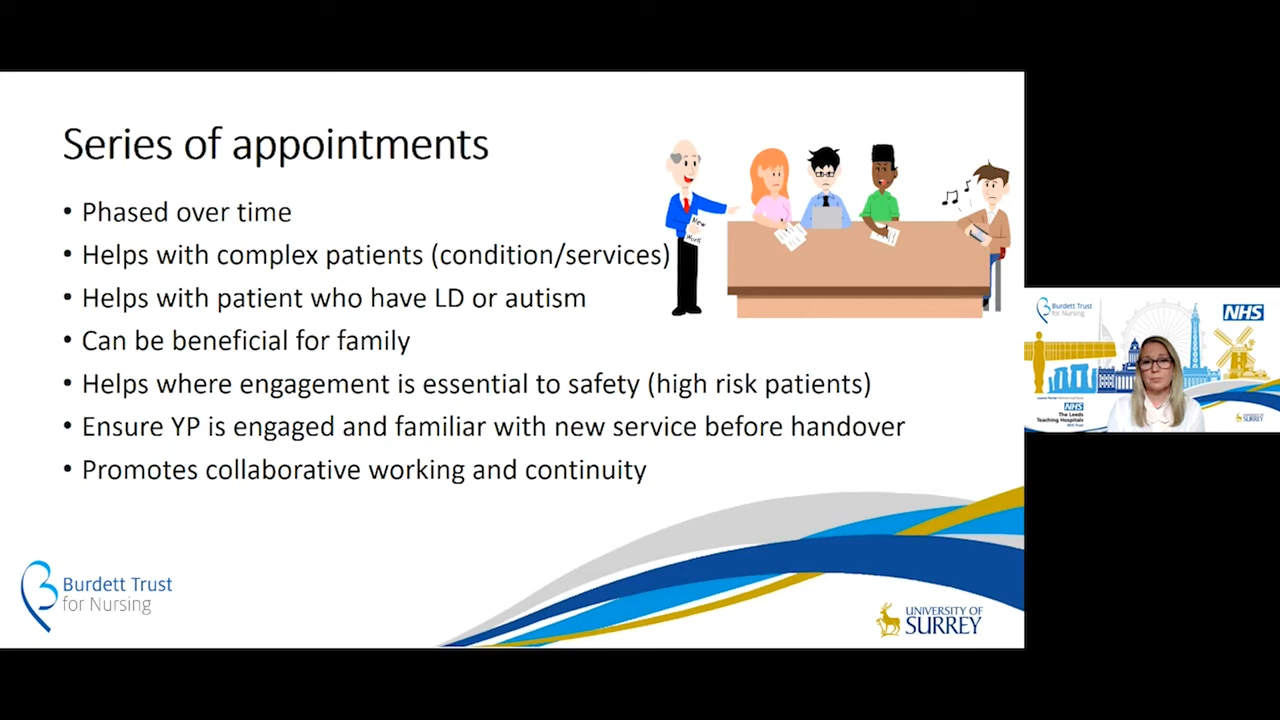 Series of appointments
• Phased over time
• Helps with complex patients (condition/services)
• Helps with patient who have LD or autism
• Can be beneficial for family
• Helps where engagement is essential to safety (high risk patients)
• Ensure YP is engaged and familiar with new service before handover
• Promotes collaborative working and continuity
New
Work
Burdett Trust
for Nursing
UNIVERSITY OF
SURREY
Burdett Trust
for Nursing
NHS
NHS
The Leeds
Teaching Hospitals